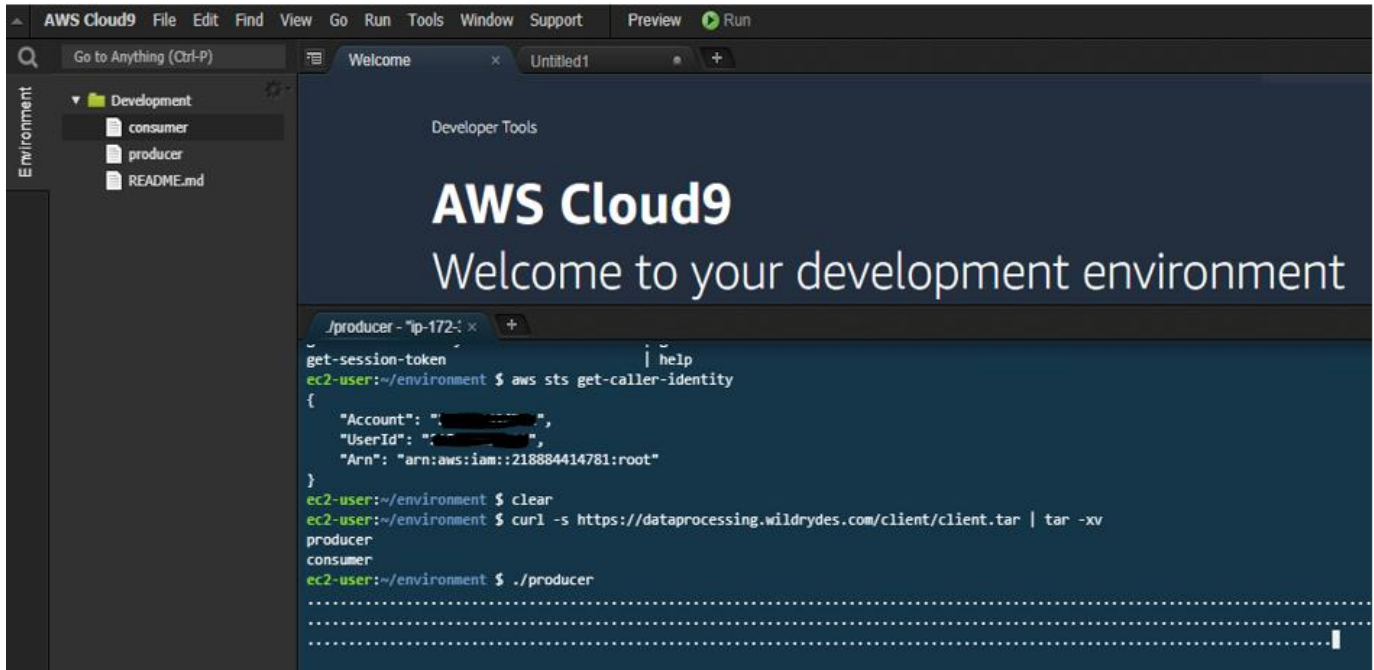 AWS Cloud9 File Edit Find View Go Run Tools Window Support Preview Run
Go to Anything (Ctrl-P)
Welcome × Untitled1
Environment
Development
consumer
producer
README.md
Developer Tools
AWS Cloud9
Welcome to your development environment
./producer - "ip-172- ×
get-session-token | help
ec2-user:~/environment $ aws sts get-caller-identity
{
"Account": "
"UserId": "
"Arn": "arn:aws:iam::218884414781:root"
}
ec2-user:~/environment $ clear
ec2-user:~/environment $ curl -s https://dataprocessing.wildrydes.com/client/client.tar | tar -xv
producer
consumer
ec2-user:~/environment $ ./producer